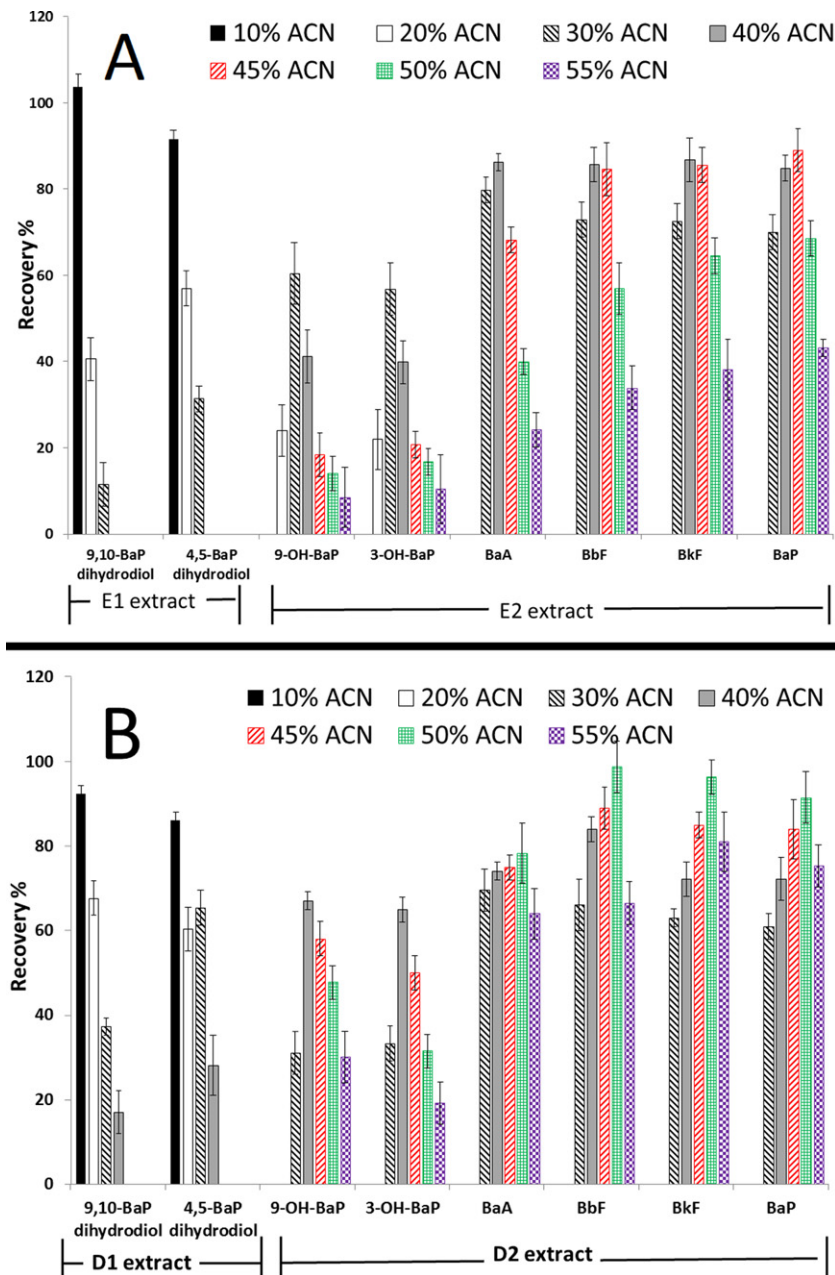 120
100
80
60
40
20
0
Recovery %
A
10% ACN 20% ACN 30% ACN 40% ACN
45% ACN 50% ACN 55% ACN
9,10-BaP 4,5-BaP 9-OH-BaP 3-OH-BaP BaA BbF BkF BaP
dihydrodiol dihydrodiol
E1 extract E2 extract
120
100
80
60
40
20
0
Recovery %
B
10% ACN 20% ACN 30% ACN 40% ACN
45% ACN 50% ACN 55% ACN
9,10-BaP 4,5-BaP 9-OH-BaP 3-OH-BaP BaA BbF BkF BaP
dihydrodiol dihydrodiol
D1 extract D2 extract